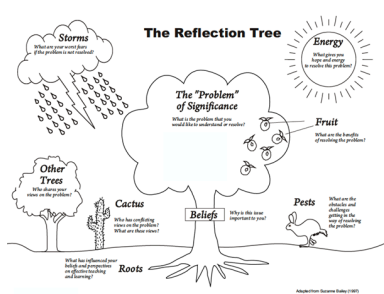 The Reflection Tree
Storms
What are your worst fears
if the problem is not resolved?
Energy
What gives you
hope and energy
to resolve this problem?
The "Problem"
of Significance
What is the problem that you
would like to understand or resolve?
Fruit
What are the benefits
of resolving the problem?
Other
Trees
Who shares your
views on the problem?
Cactus
Who has conflicting
views on the problem?
What are these views?
Beliefs
Why is this issue
important to you?
Pests
What are the
obstacles and
challenges
getting in the
way of resolving
the problem?
What has influenced your
beliefs and perspectives
on effective teaching
and learning?
Roots
Adapted from Suzanne Bailey (1997)